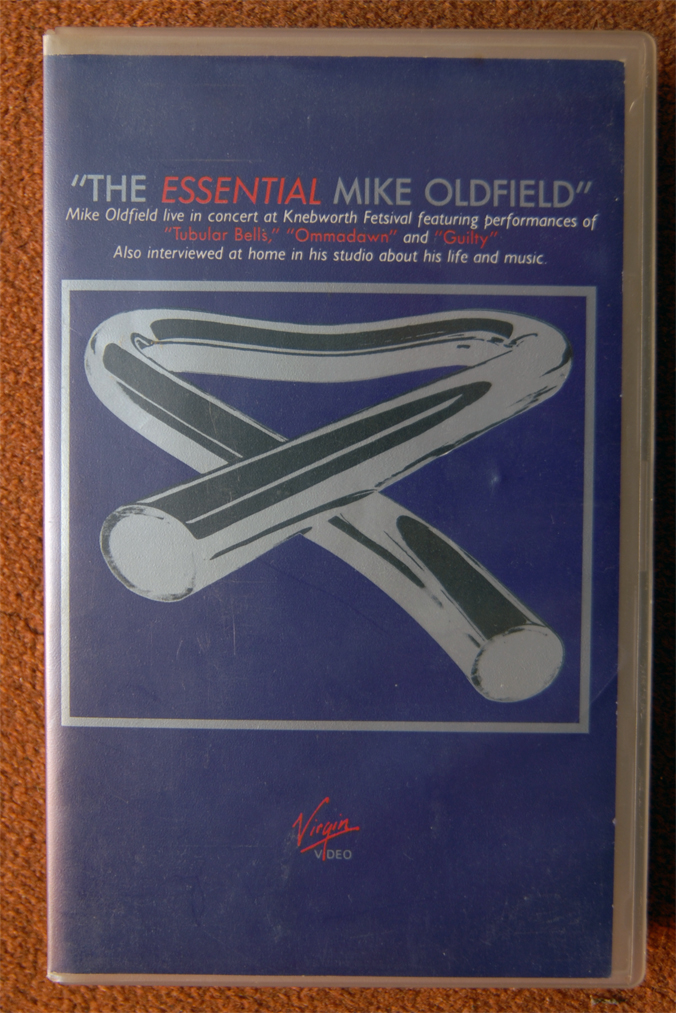 "THE ESSENTIAL MIKE OLDFIELD"
Mike Oldfield live in concert at Knebworth Fetsival featuring performances of
"Tubular Bells," "Ommadawn" and "Guilty"
Also interviewed at home in his studio about his life and music.
Virgin
VIDEO